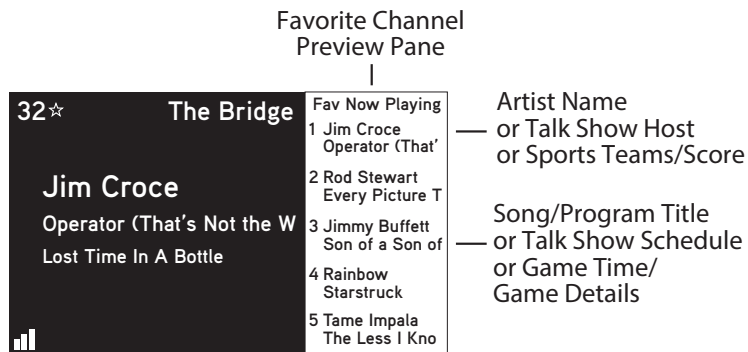 Favorite Channel
Preview Pane
32☆ The Bridge
Jim Croce
Operator (That's Not the W
Lost Time In A Bottle
Fav Now Playing
1 Jim Croce
Operator (That'
2 Rod Stewart
Every Picture T
3 Jimmy Buffett
Son of a Son of
4 Rainbow
Starstruck
5 Tame Impala
The Less I Kno
Artist Name
or Talk Show Host
or Sports Teams/Score
Song/Program Title
or Talk Show Schedule
or Game Time/
Game Details